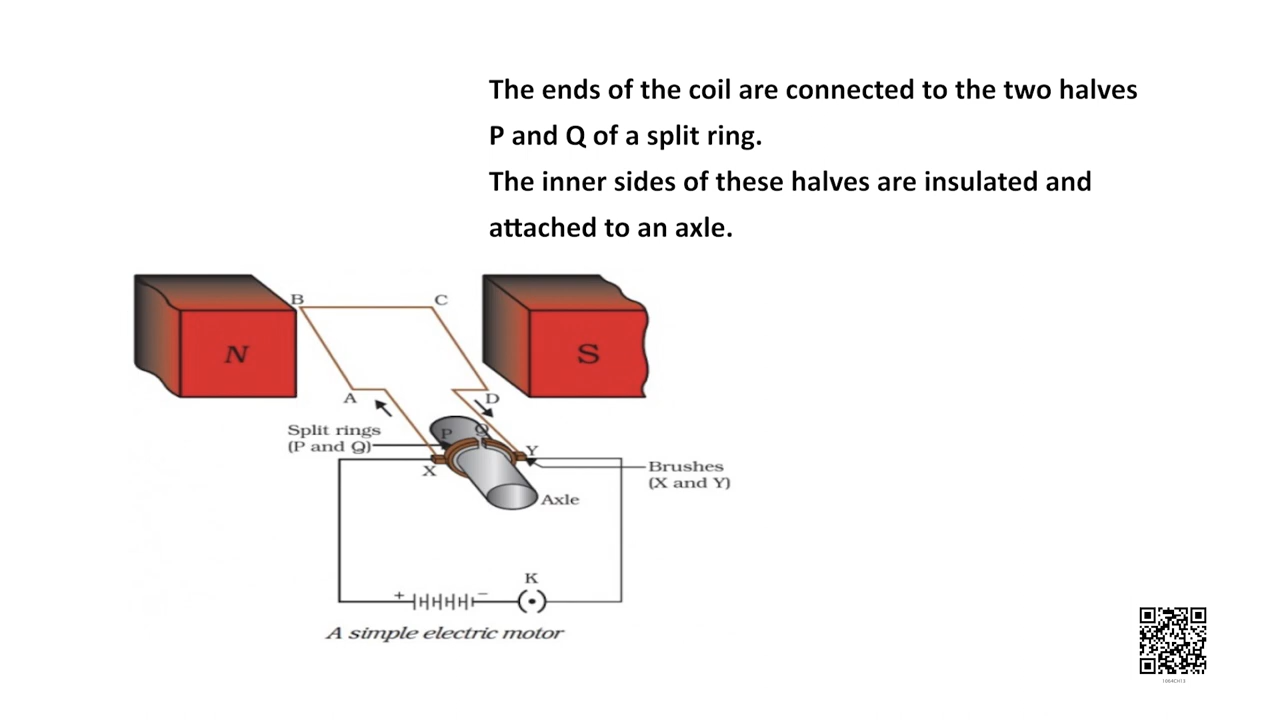 The ends of the coil are connected to the two halves
P and Q of a split ring.
The inner sides of these halves are insulated and
attached to an axle.
B
C
N
S
A
D
Split rings
(P and Q)
P
Q
X
Y
Brushes
(X and Y)
Axle
K
+
−
A simple electric motor
1064CH13